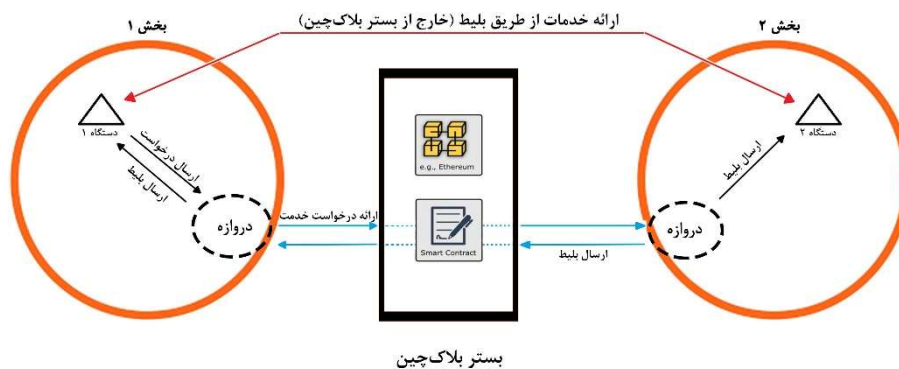 ارائه خدمات از طریق بلیط (خارج از بستر بلاک‌چین)
بخش ۲
بخش ۱
دستگاه ۱
ارسال درخواست
ارسال بلیط
دروازه
ارائه درخواست خدمت
e.g., Ethereum
Smart Contract
ارسال بلیط
دروازه
ارسال بلیط
دستگاه ۲
بستر بلاک‌چین